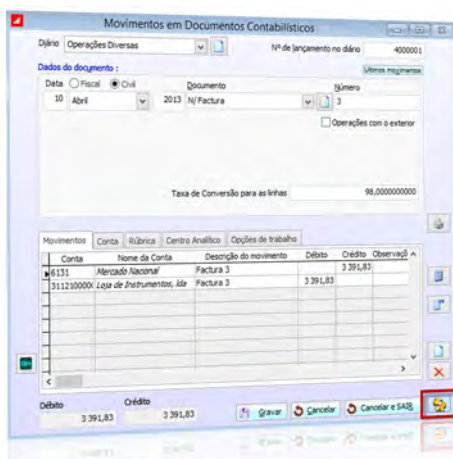 Movimentos em Documentos Contabilísticos
Diário Operações Diversas Nº de lançamento no diário 4000001
Dados do documento : Últimos movimentos
Data Fiscal Civil Documento Número
10 Abril 2013 N/ Factura 3
Operações com o exterior
Taxa de Conversão para as linhas 98,0000000000
Movimentos Conta Rúbrica Centro Analítico Opções de trabalho
Conta Nome da Conta Descrição do movimento Débito Crédito Observaçõ
6131 Mercado Nacional Factura 3 3 391,83
3112100000 Loja de Instrumentos, lda Factura 3 3 391,83
Débito Crédito
3 391,83 3 391,83 Gravar Cancelar Cancelar e SAIR